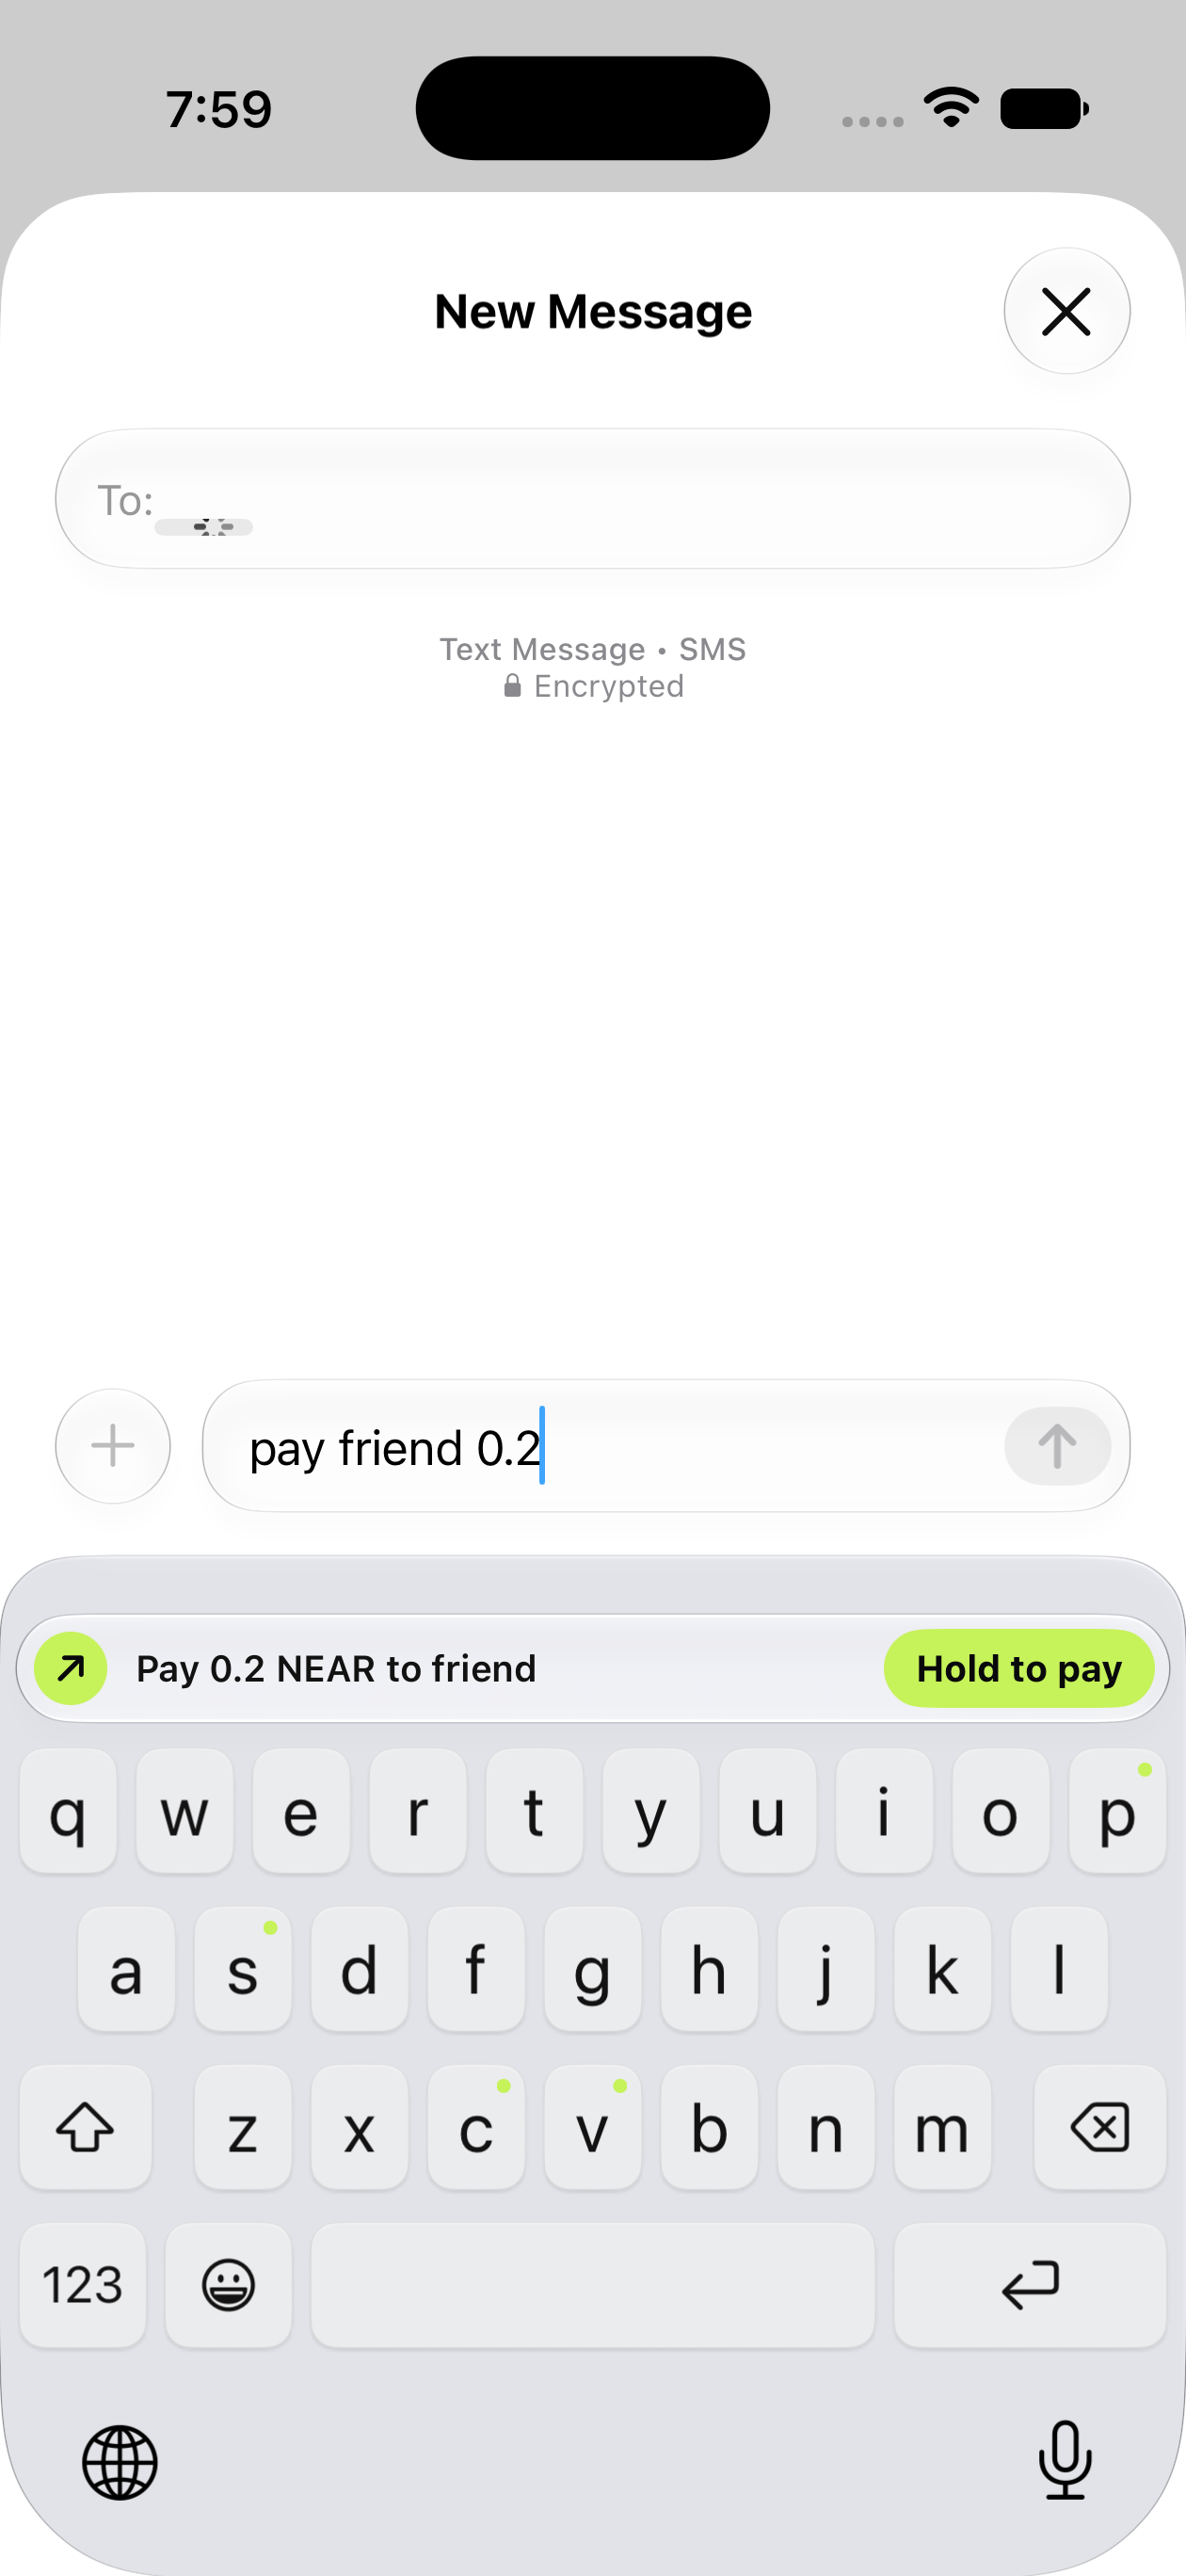 7:59
New Message
To:
Text Message • SMS
Encrypted
pay friend 0.2
Pay 0.2 NEAR to friend
Hold to pay
q w e r t y u i o p
a s d f g h j k l
z x c v b n m
123